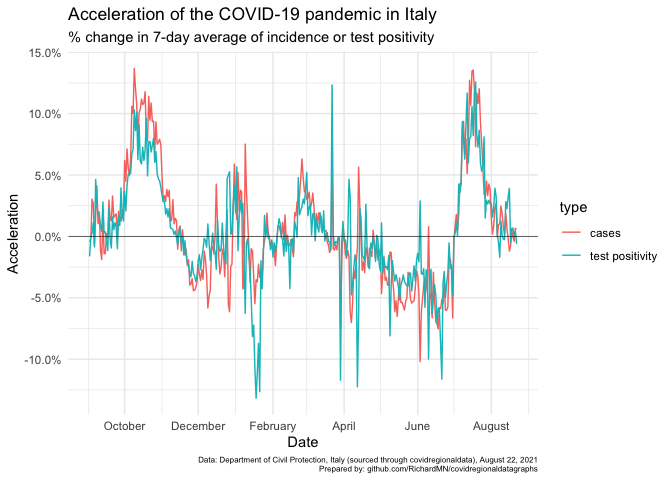 Acceleration of the COVID-19 pandemic in Italy
% change in 7-day average of incidence or test positivity
15.0%
10.0%
5.0%
0.0%
-5.0%
-10.0%
Acceleration
October December February April June August
Date
type
cases
test positivity
Data: Department of Civil Protection, Italy (sourced through covidregionaldata), August 22, 2021
Prepared by: github.com/RichardMN/covidregionaldatagraphs